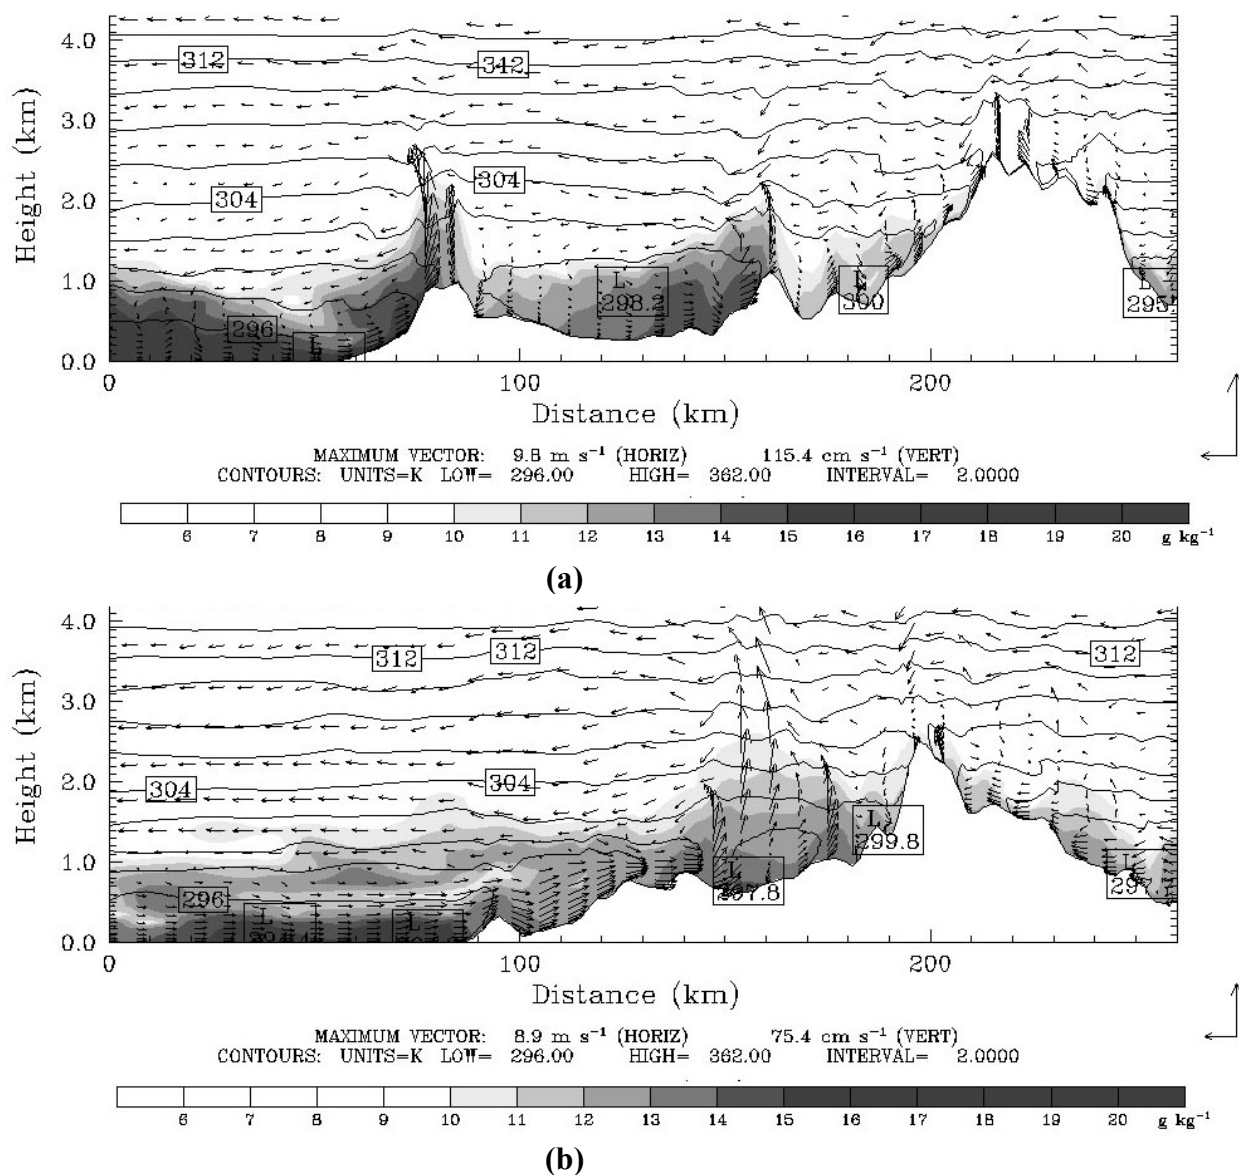 4.0
312
312
3.0
Height (km)
304
304
2.0
1.0
L
298.2
L
300
L
295
296
L
0.0
0 100 200
Distance (km)
MAXIMUM VECTOR: 9.8 m s⁻¹ (HORIZ) 115.4 cm s⁻¹ (VERT)
CONTOURS: UNITS=K LOW= 296.00 HIGH= 362.00 INTERVAL= 2.0000
6 7 8 9 10 11 12 13 14 15 16 17 18 19 20 g kg⁻¹
(a)
4.0
312 312 312
3.0
Height (km)
304 304
2.0
L
299.8
1.0
L
297.8
L
297
296
L
L
0.0
0 100 200
Distance (km)
MAXIMUM VECTOR: 8.9 m s⁻¹ (HORIZ) 75.4 cm s⁻¹ (VERT)
CONTOURS: UNITS=K LOW= 296.00 HIGH= 362.00 INTERVAL= 2.0000
6 7 8 9 10 11 12 13 14 15 16 17 18 19 20 g kg⁻¹
(b)